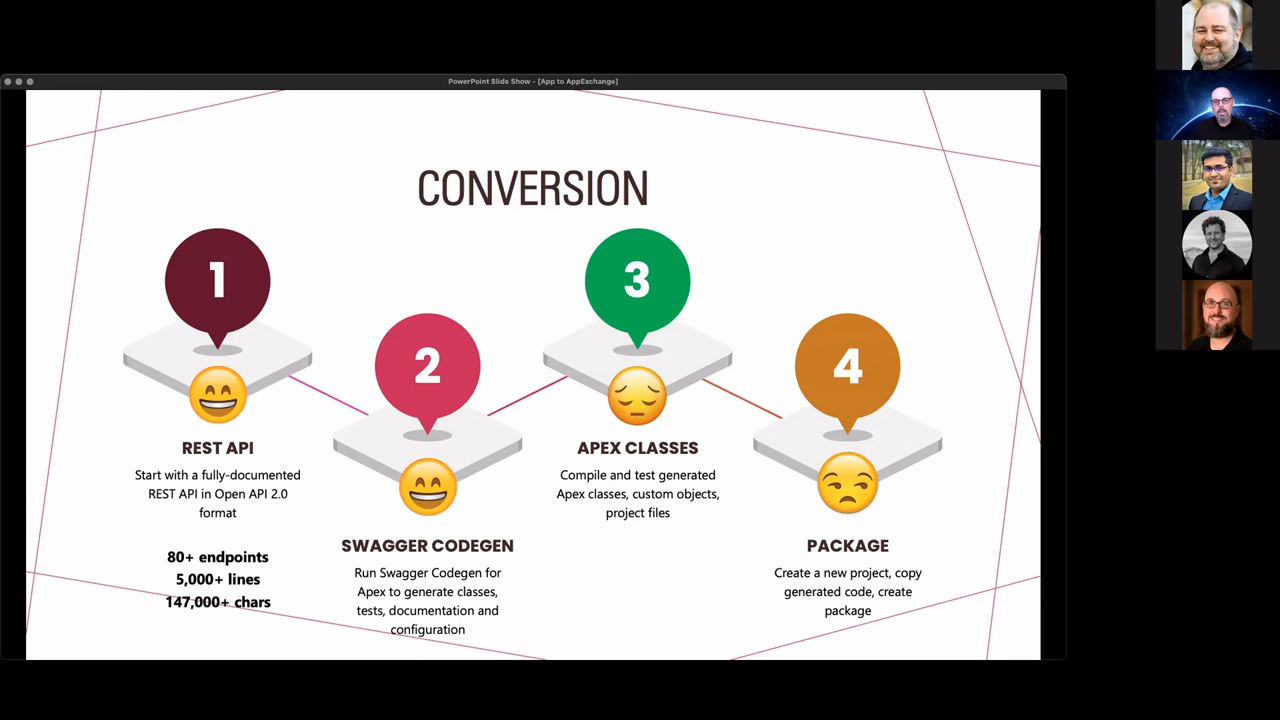 PowerPoint Slide Show - [App to AppExchange]
CONVERSION
1
REST API
Start with a fully-documented
REST API in Open API 2.0
format
80+ endpoints
5,000+ lines
147,000+ chars
2
SWAGGER CODEGEN
Run Swagger Codegen for
Apex to generate classes,
tests, documentation and
configuration
3
APEX CLASSES
Compile and test generated
Apex classes, custom objects,
project files
4
PACKAGE
Create a new project, copy
generated code, create
package